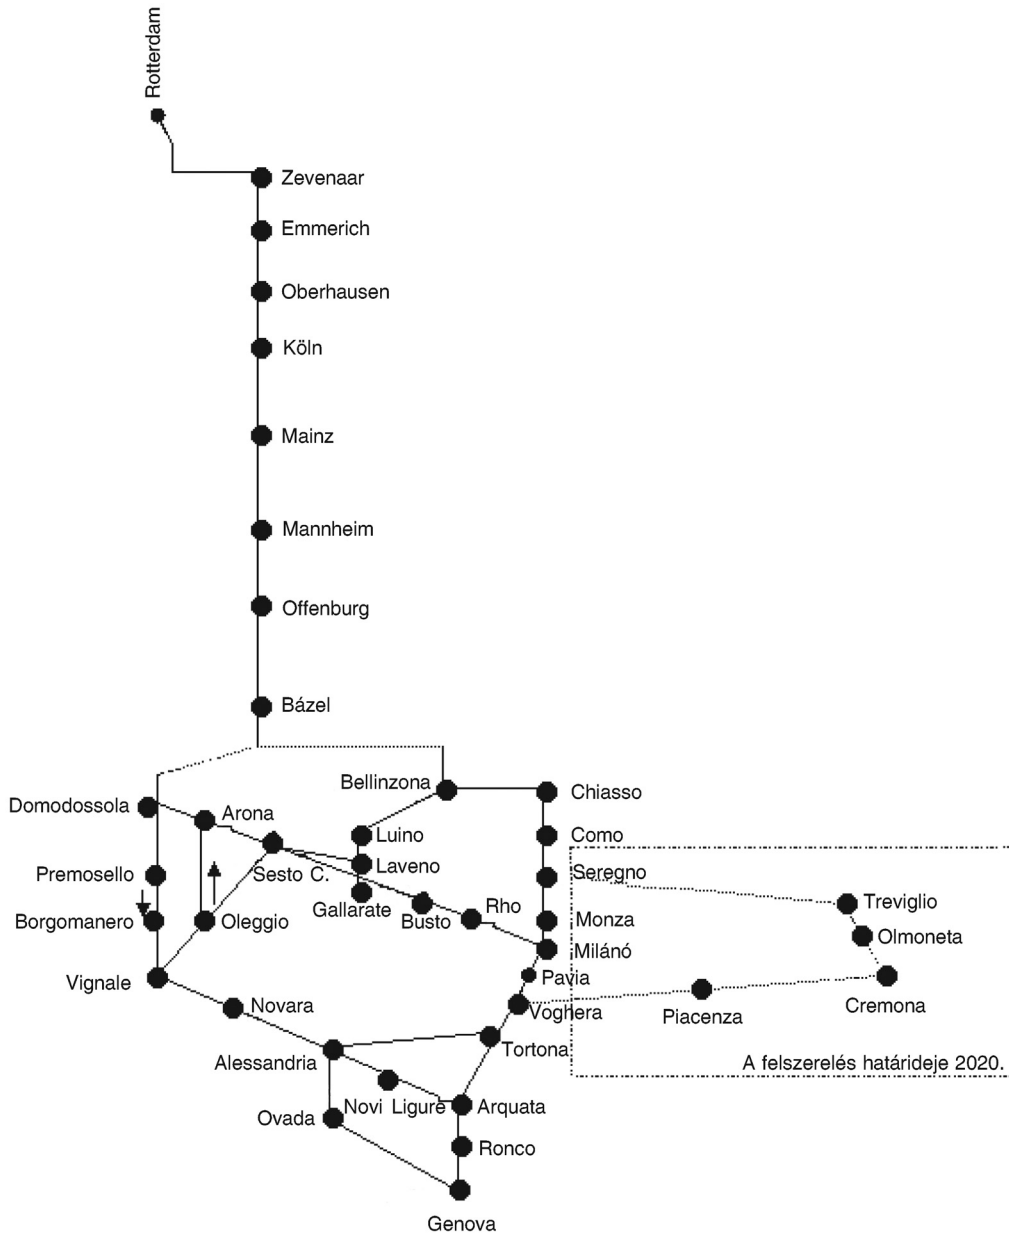 Rotterdam
Zevenaar
Emmerich
Oberhausen
Köln
Mainz
Mannheim
Offenburg
Bázel
Bellinzona
Chiasso
Domodossola
Arona
Luino
Como
Premosello
Sesto C.
Laveno
Seregno
Gallarate
Busto
Rho
Treviglio
Borgomanero
Oleggio
Monza
Olmoneta
Milánó
Vignale
Pavia
Novara
Voghera
Piacenza
Cremona
Alessandria
Tortona
A felszerelés határideje 2020.
Novi Ligure
Arquata
Ovada
Ronco
Genova